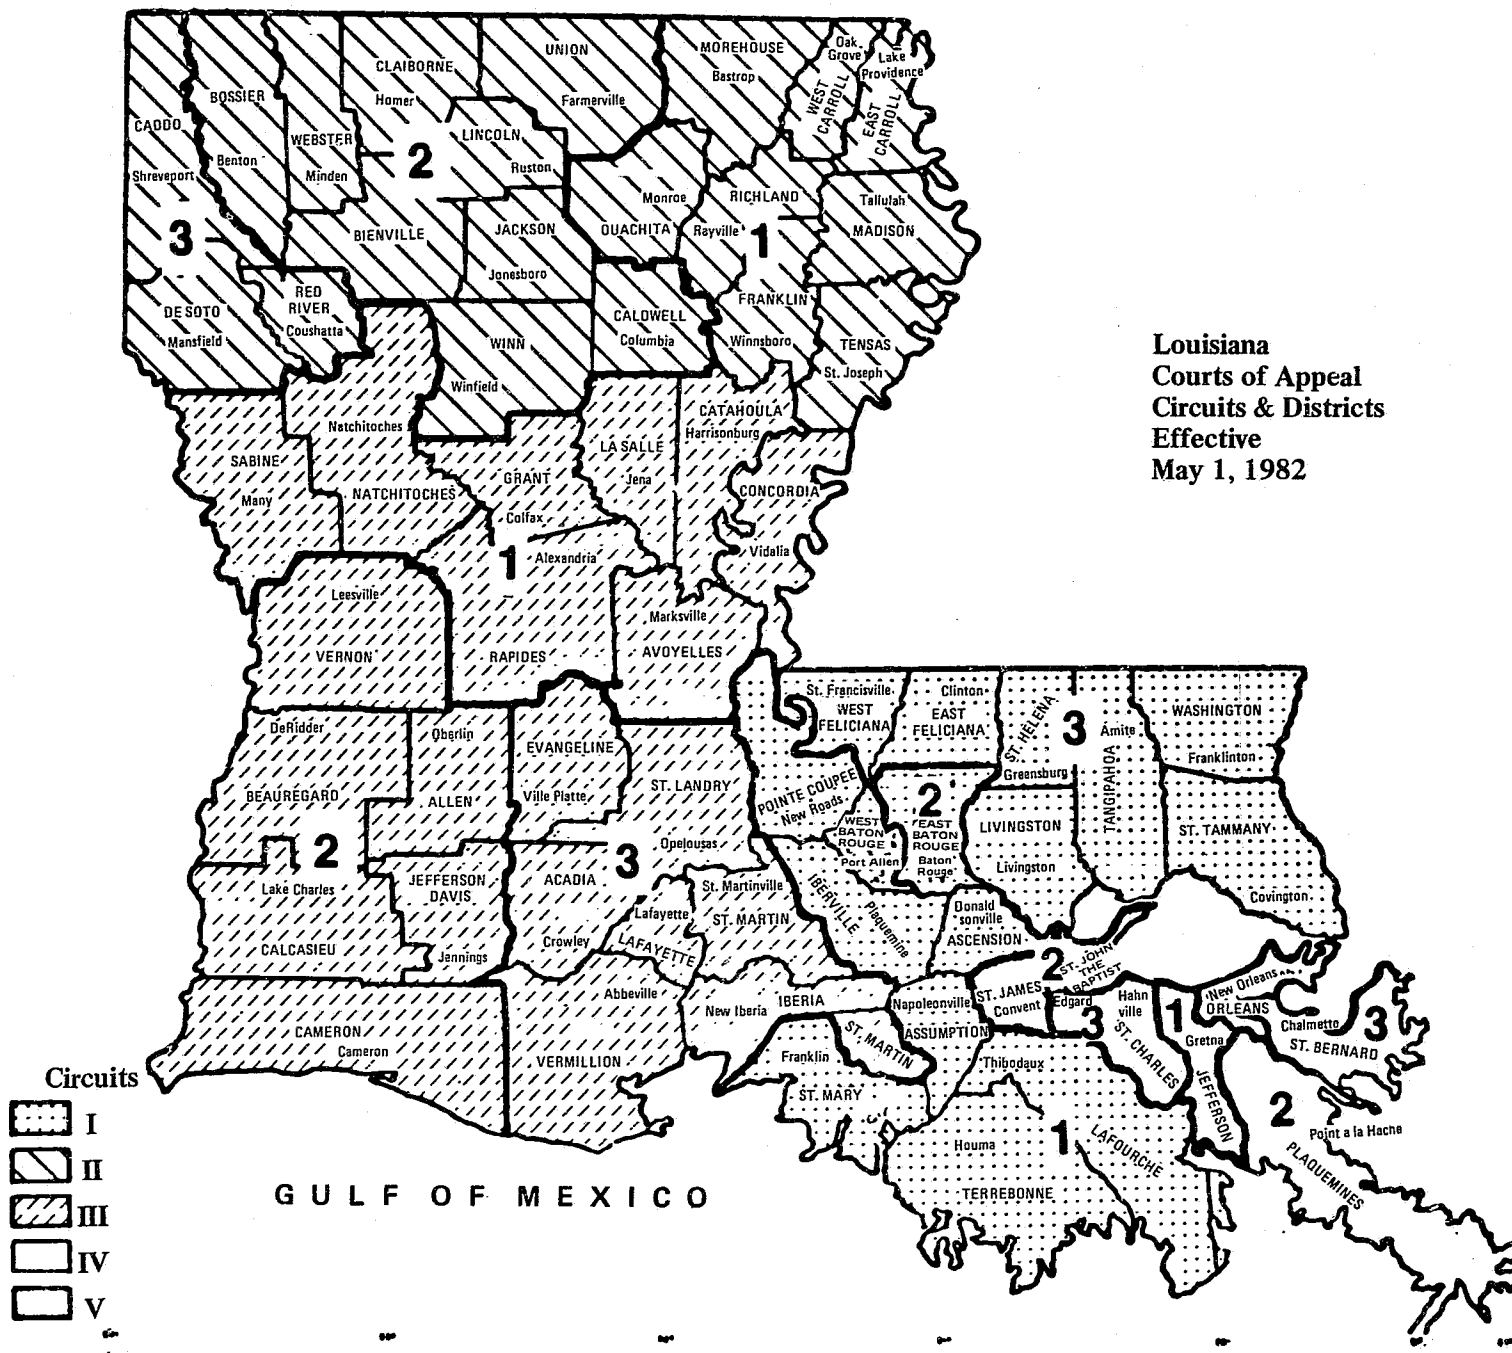 UNION
MOREHOUSE
Oak
Grove
Lake
Providence
CLAIBORNE
Bastrop
BOSSIER
Homer
Farmerville
WEST
CARROLL
EAST
CARROLL
CADDO
WEBSTER
LINCOLN
2
Benton
Minden
Ruston
Shreveport
Monroe
RICHLAND
Tallulah
3
BIENVILLE
JACKSON
OUACHITA
Rayville
1
MADISON
Jonesboro
RED
RIVER
Coushatta
FRANKLIN
DE SOTO
Mansfield
CALDWELL
Columbia
WINN
Winnsboro
TENSAS
St. Joseph
Winfield
Louisiana
Courts of Appeal
Circuits & Districts
Effective
May 1, 1982
Natchitoches
CATAHOULA
Harrisonburg
SABINE
LA SALLE
Many
NATCHITOCHES
GRANT
Jena
CONCORDIA
Colfax
1
Alexandria
Vidalia
Leesville
Marksville
VERNON
RAPIDES
AVOYELLES
St. Francisville
WEST
FELICIANA
Clinton
EAST
FELICIANA
ST. HELENA
3
Amite
WASHINGTON
DeRidder
Oberlin
EVANGELINE
Greensburg
Franklinton
ST. LANDRY
POINTE COUPEE
New Roads
TANGIPAHOA
BEAUREGARD
ALLEN
Ville Platte
2
WEST
BATON
ROUGE
Port Allen
EAST
BATON
ROUGE
Baton
Rouge
LIVINGSTON
Livingston
ST. TAMMANY
Covington
2
3
Opelousas
Lake Charles
JEFFERSON
DAVIS
ACADIA
St. Martinville
ST. MARTIN
IBERVILLE
Plaquemine
Donald
sonville
ASCENSION
Lafayette
LAFAYETTE
CALCASIEU
Jennings
Crowley
2
ST. JOHN
THE
BAPTIST
Abbeville
New Iberia
IBERIA
Napoleonville
ASSUMPTION
ST. JAMES
Convent
Edgard
3
Hahn
ville
ST. CHARLES
1
Gretna
New Orleans
ORLEANS
Chalmette
3
ST. BERNARD
CAMERON
Cameron
VERMILLION
Franklin
ST. MARTIN
ST. MARY
Thibodaux
JEFFERSON
2
Point a la Hache
PLAQUEMINES
Houma
1
LAFOURCHE
TERREBONNE
GULF OF MEXICO
Circuits
I
II
III
IV
V